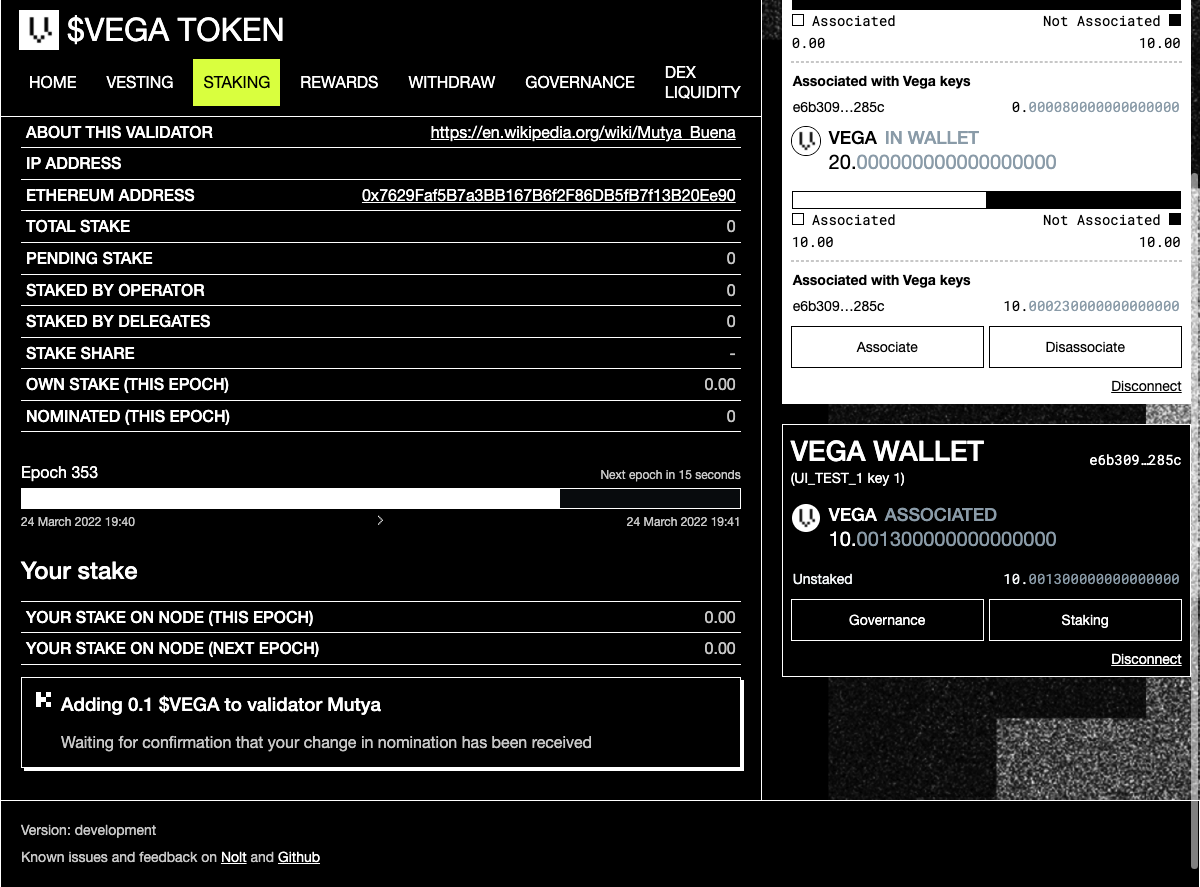 $VEGA TOKEN
HOME VESTING STAKING REWARDS WITHDRAW GOVERNANCE DEX LIQUIDITY
ABOUT THIS VALIDATOR https://en.wikipedia.org/wiki/Mutya_Buena
IP ADDRESS
ETHEREUM ADDRESS 0x7629Faf5B7a3BB167B6f2F86DB5fB7f13B20Ee90
TOTAL STAKE 0
PENDING STAKE 0
STAKED BY OPERATOR 0
STAKED BY DELEGATES 0
STAKE SHARE -
OWN STAKE (THIS EPOCH) 0.00
NOMINATED (THIS EPOCH) 0
Epoch 353 Next epoch in 15 seconds
24 March 2022 19:40 24 March 2022 19:41
Your stake
YOUR STAKE ON NODE (THIS EPOCH) 0.00
YOUR STAKE ON NODE (NEXT EPOCH) 0.00
Adding 0.1 $VEGA to validator Mutya
Waiting for confirmation that your change in nomination has been received
Associated Not Associated
0.00 10.00
Associated with Vega keys
e6b309…285c 0.000080000000000000
VEGA IN WALLET
20.000000000000000000
Associated Not Associated
10.00 10.00
Associated with Vega keys
e6b309…285c 10.000230000000000000
Associate Disassociate
Disconnect
VEGA WALLET e6b309…285c
(UI_TEST_1 key 1)
VEGA ASSOCIATED
10.001300000000000000
Unstaked 10.001300000000000000
Governance Staking
Disconnect
Version: development
Known issues and feedback on Nolt and Github